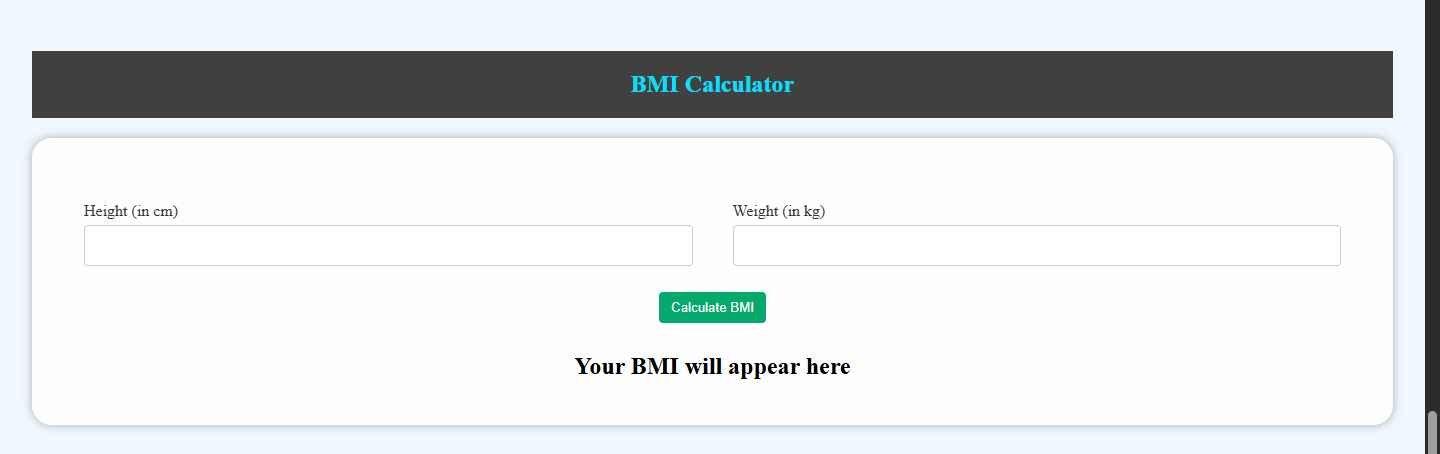 BMI Calculator
Height (in cm)
Weight (in kg)
Calculate BMI
Your BMI will appear here